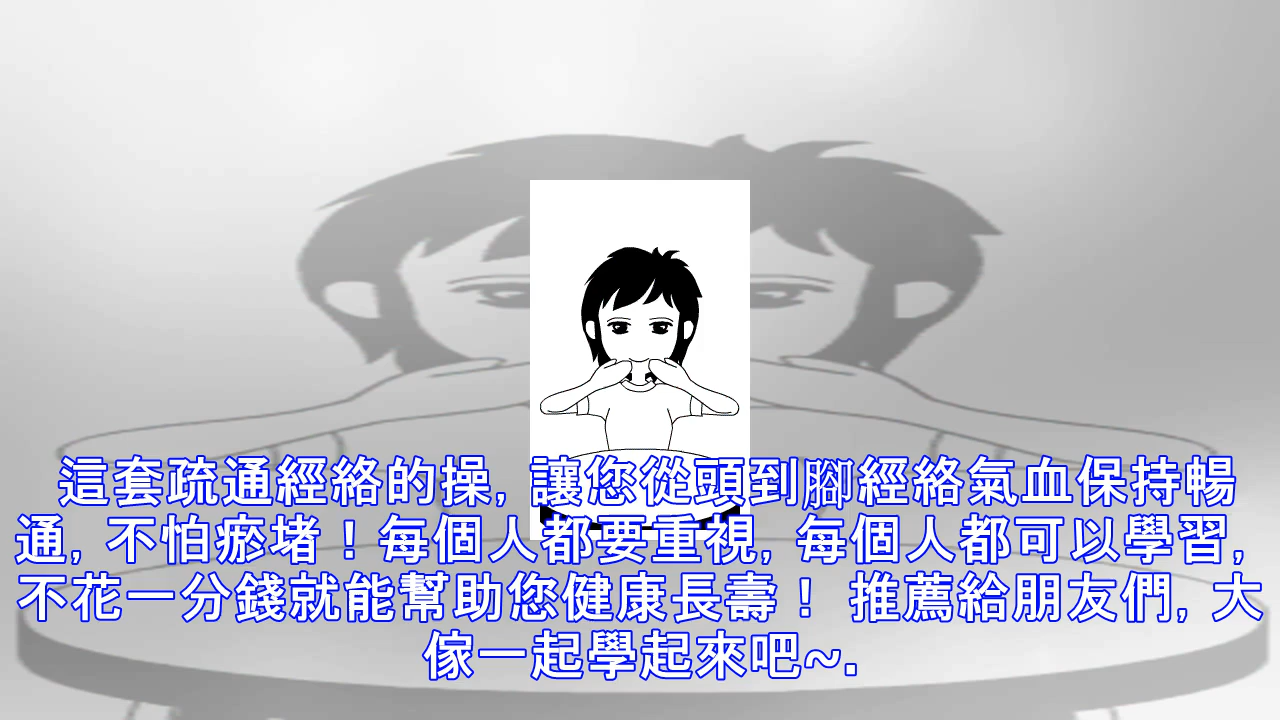 這套疏通經絡的操, 讓您從頭到腳經絡氣血保持暢
通, 不怕瘀堵！每個人都要重視, 每個人都可以學習,
不花一分錢就能幫助您健康長壽！ 推薦給朋友們, 大
傢一起學起來吧~.